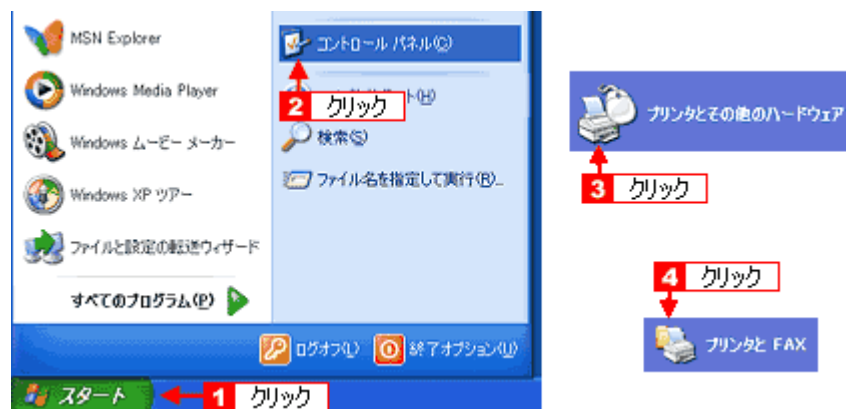 MSN Explorer
Windows Media Player
Windows ムービー メーカー
Windows XP ツアー
ファイルと設定の転送ウィザード
すべてのプログラム(P)
コントロール パネル(C)
2 クリック
ト(H)
検索(S)
ファイル名を指定して実行(R)...
ログオフ(L)
終了オプション(U)
スタート
1 クリック
プリンタとその他のハードウェア
3 クリック
4 クリック
プリンタと FAX